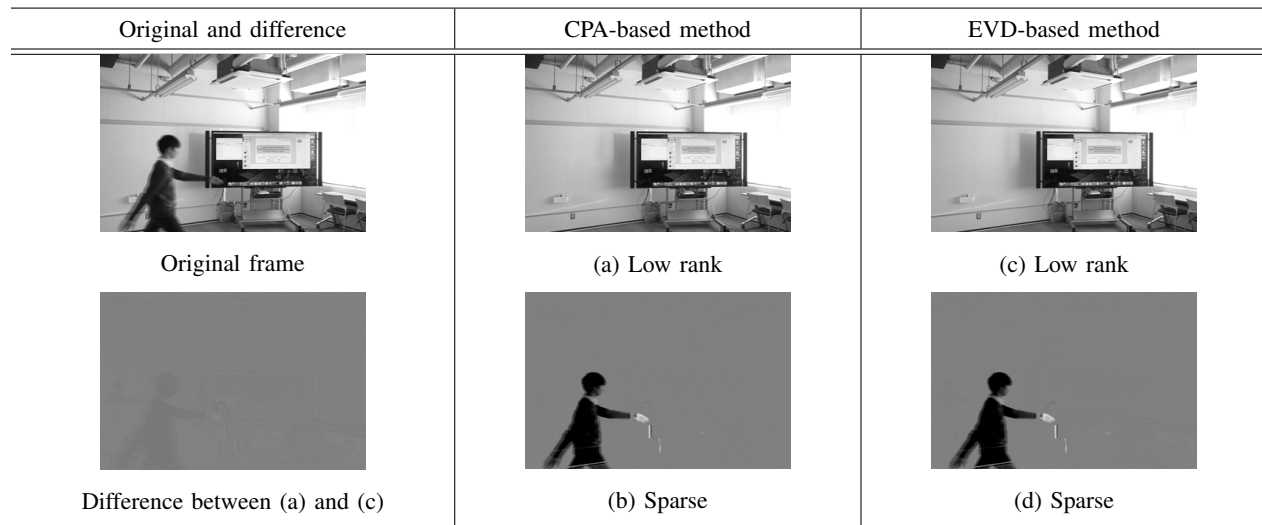 Original and difference
CPA-based method
EVD-based method
Original frame
(a) Low rank
(c) Low rank
Difference between (a) and (c)
(b) Sparse
(d) Sparse